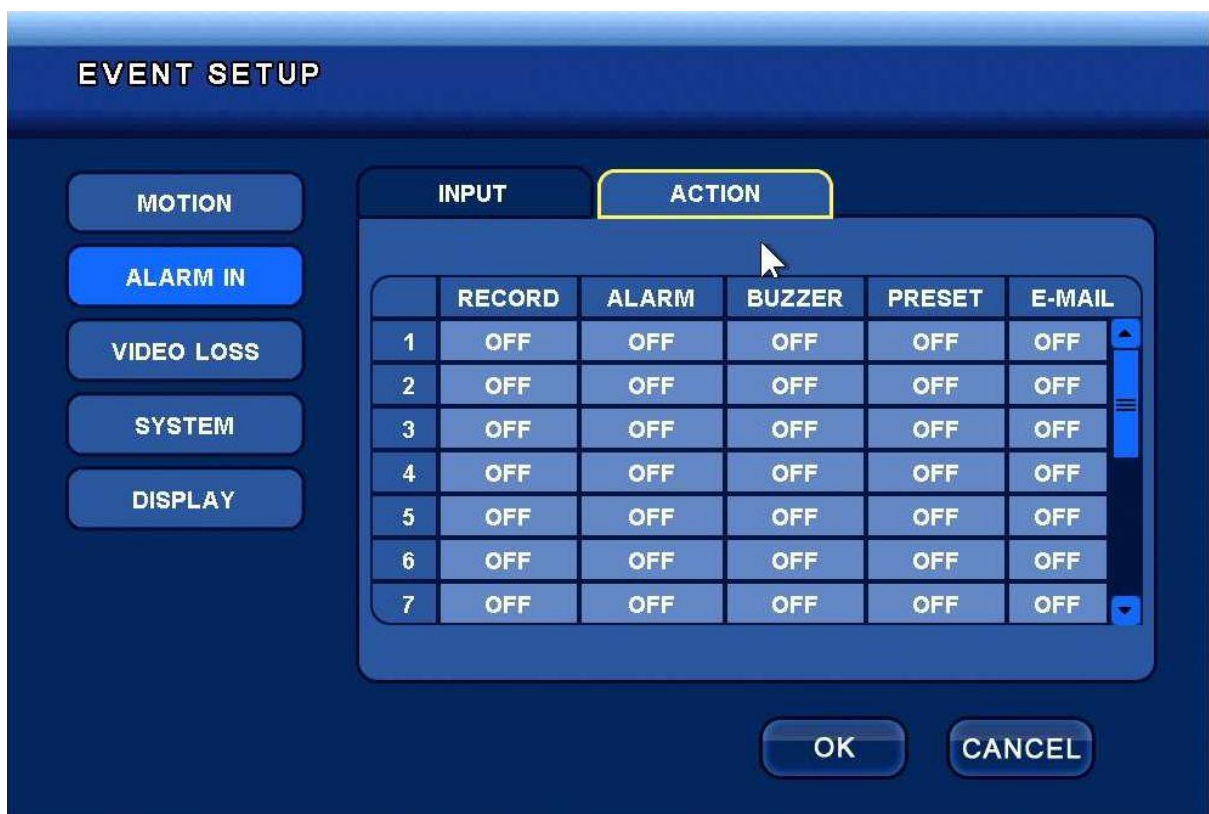 EVENT SETUP
MOTION
ALARM IN
VIDEO LOSS
SYSTEM
DISPLAY
INPUT ACTION
RECORD ALARM BUZZER PRESET E-MAIL
1 OFF OFF OFF OFF OFF
2 OFF OFF OFF OFF OFF
3 OFF OFF OFF OFF OFF
4 OFF OFF OFF OFF OFF
5 OFF OFF OFF OFF OFF
6 OFF OFF OFF OFF OFF
7 OFF OFF OFF OFF OFF
OK CANCEL